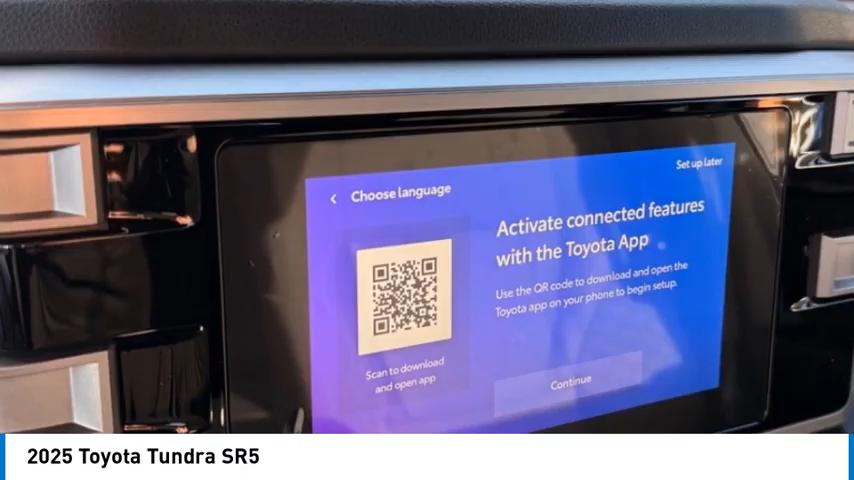 Set up later
Choose language
Activate connected features
with the Toyota App
Use the QR code to download and open the
Toyota app on your phone to begin setup.
Scan to download
and open app
Continue
2025 Toyota Tundra SR5